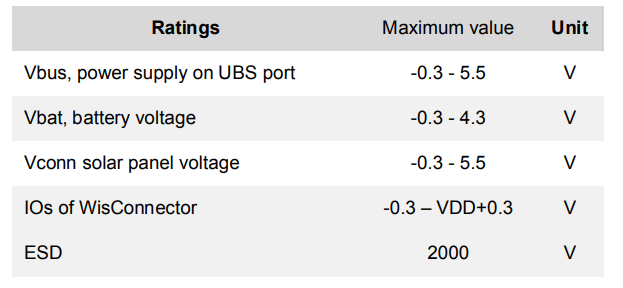 Ratings Maximum value Unit
Vbus, power supply on UBS port -0.3 - 5.5 V
Vbat, battery voltage -0.3 - 4.3 V
Vconn solar panel voltage -0.3 - 5.5 V
IOs of WisConnector -0.3 – VDD+0.3 V
ESD 2000 V